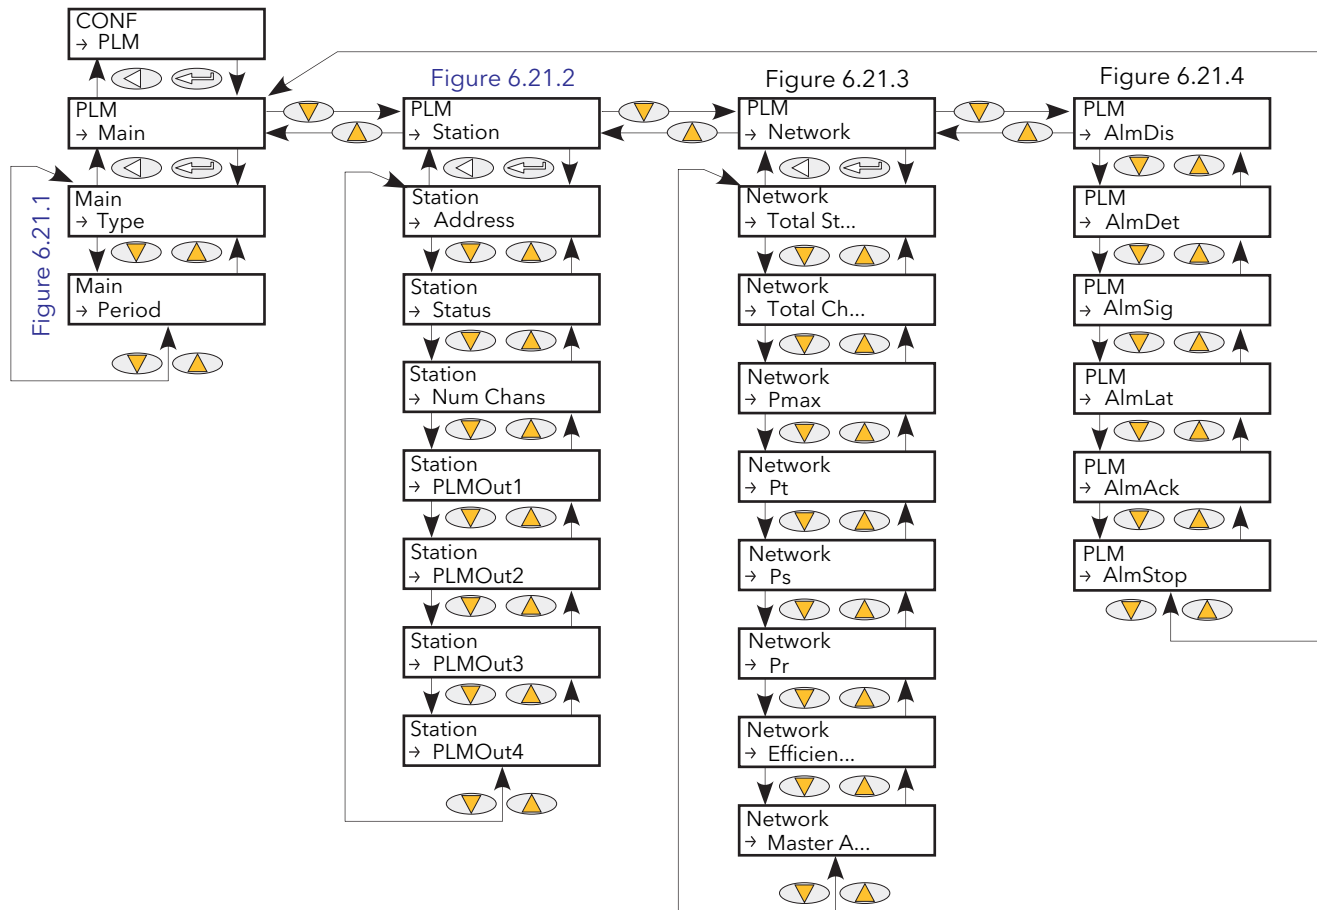 CONF
→ PLM
Figure 6.21.1
PLM
→ Main
Main
→ Type
Main
→ Period
Figure 6.21.2
PLM
→ Station
Station
→ Address
Station
→ Status
Station
→ Num Chans
Station
→ PLMOut1
Station
→ PLMOut2
Station
→ PLMOut3
Station
→ PLMOut4
Figure 6.21.3
PLM
→ Network
Network
→ Total St...
Network
→ Total Ch...
Network
→ Pmax
Network
→ Pt
Network
→ Ps
Network
→ Pr
Network
→ Efficien...
Network
→ Master A...
Figure 6.21.4
PLM
→ AlmDis
PLM
→ AlmDet
PLM
→ AlmSig
PLM
→ AlmLat
PLM
→ AlmAck
PLM
→ AlmStop